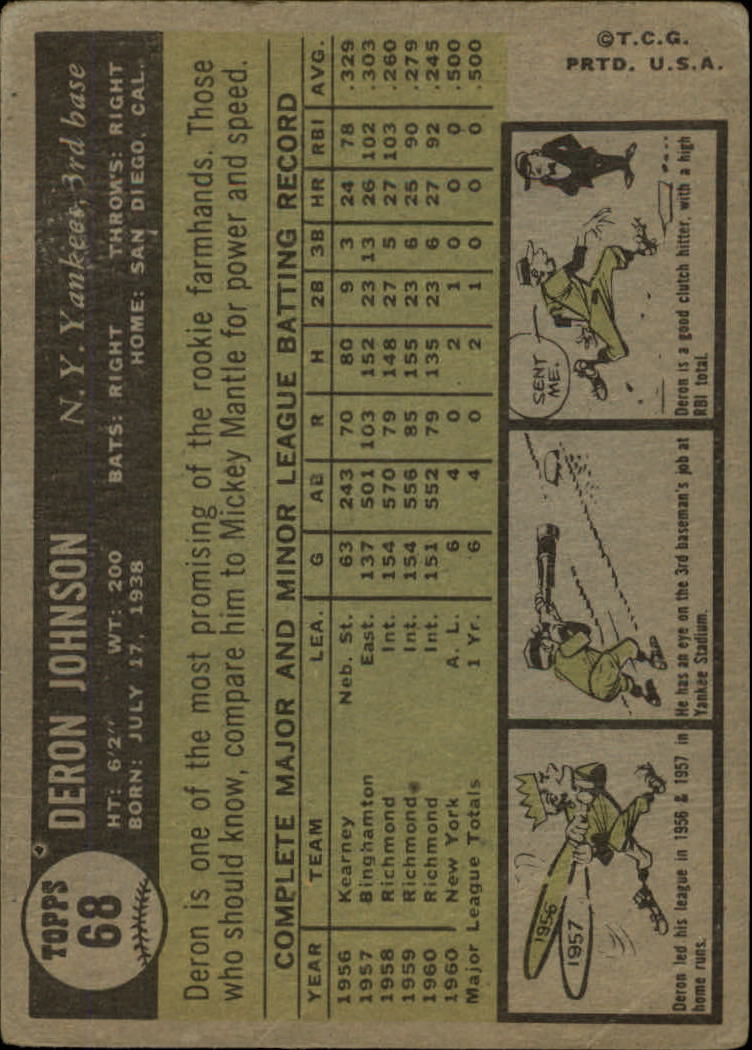 TOPPS
68
DERON JOHNSON N. Y. Yankees, 3rd base
HT: 6'2" WT: 200 BATS: RIGHT THROWS: RIGHT
BORN: JULY 17, 1938 HOME: SAN DIEGO, CAL.
Deron is one of the most promising of the rookie farmhands. Those
who should know, compare him to Mickey Mantle for power and speed.
COMPLETE MAJOR AND MINOR LEAGUE BATTING RECORD
YEAR TEAM LEA. G AB R H 2B 3B HR RBI AVG.
1956 Kearney Neb. St. 63 243 70 80 9 3 24 78 .329
1957 Binghamton East. 137 501 103 152 23 13 26 102 .303
1958 Richmond Int. 154 570 79 148 27 5 27 103 .260
1959 Richmond Int. 154 556 85 155 23 6 25 90 .279
1960 Richmond Int. 151 552 79 135 23 6 27 92 .245
1960 New York A. L. 6 4 0 2 1 0 0 0 .500
Major League Totals 1 Yr. 6 4 0 2 1 0 0 0 .500
1956
1957
Deron led his league in 1956 & 1957 in
home runs.
He has an eye on the 3rd baseman's job at
Yankee Stadium.
SENT
ME.
Deron is a good clutch hitter, with a high
RBI total.
©T.C.G.
PRTD. U.S.A.